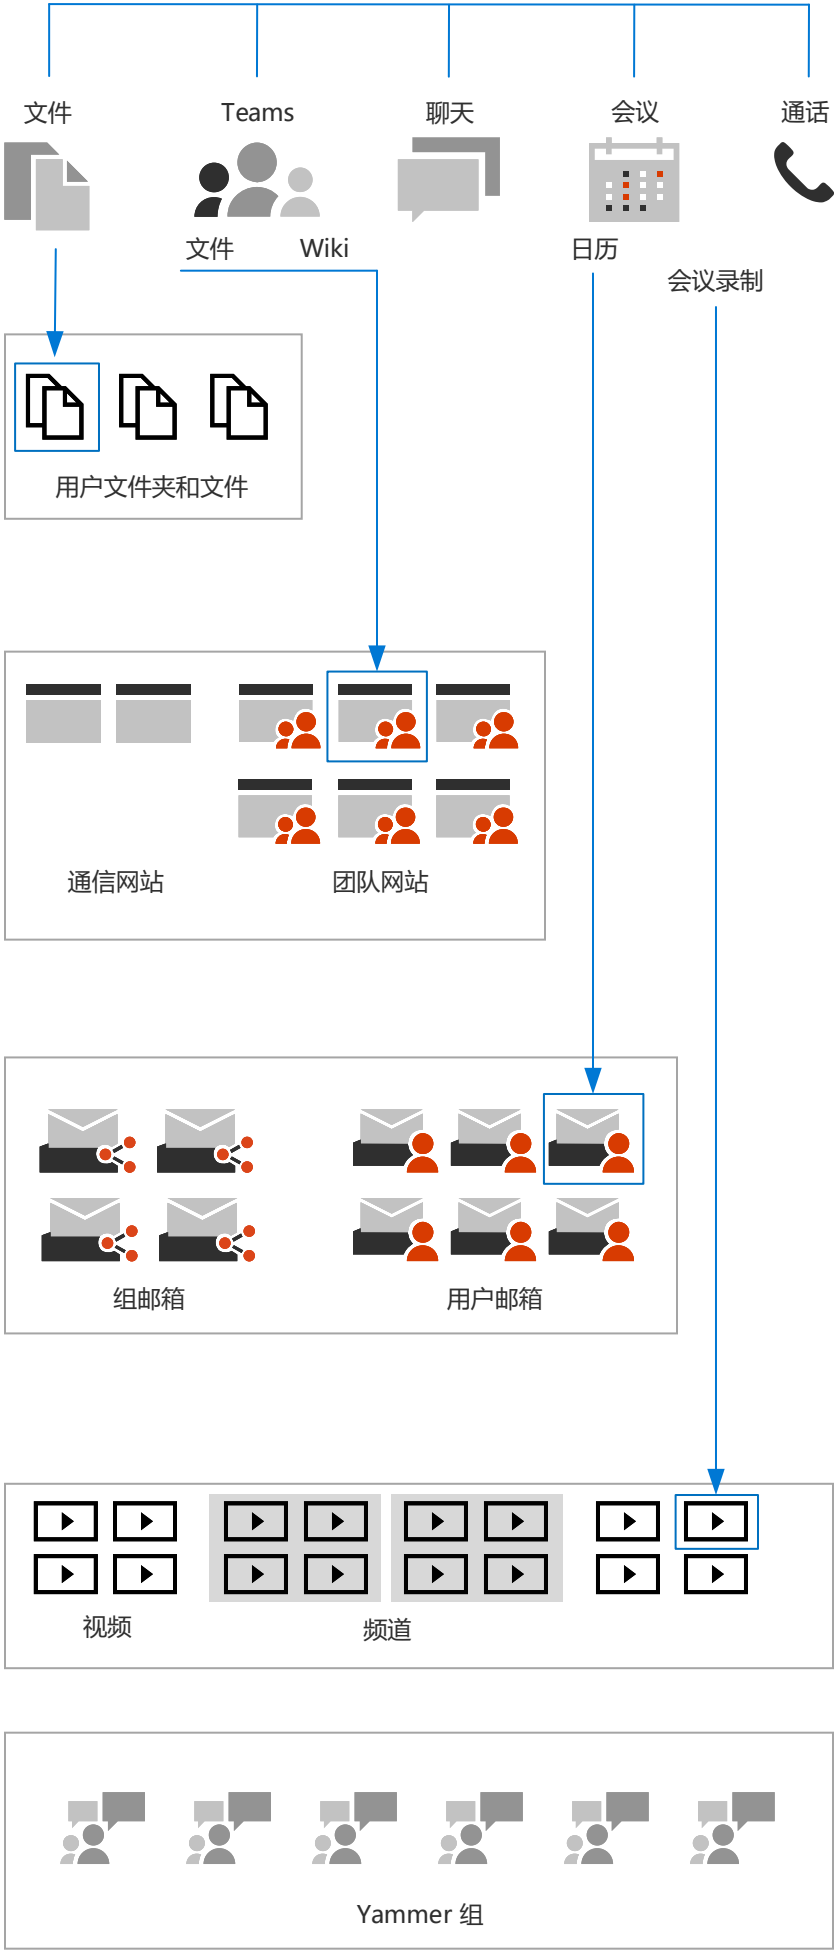 文件
Teams
聊天
会议
通话
文件
Wiki
日历
会议录制
用户文件夹和文件
通信网站
团队网站
组邮箱
用户邮箱
视频
频道
Yammer 组